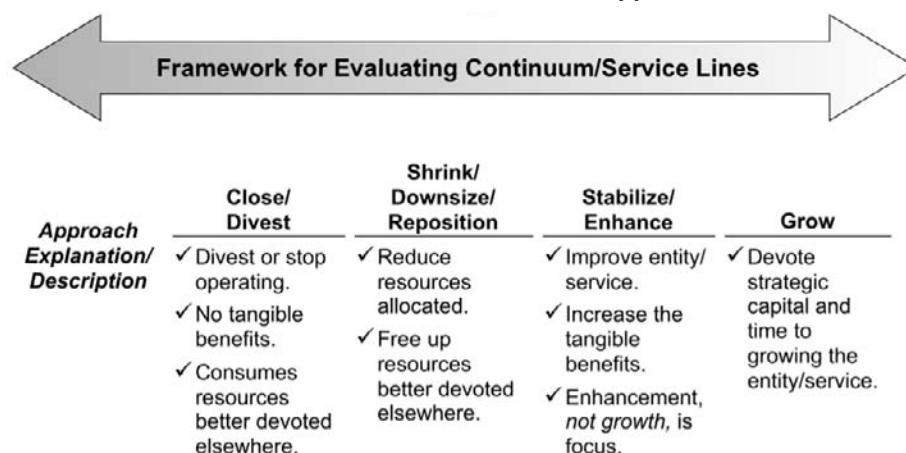 Framework for Evaluating Continuum/Service Lines
Approach
Explanation/
Description
Close/
Divest
✓ Divest or stop
operating.
✓ No tangible
benefits.
✓ Consumes
resources
better devoted
elsewhere.
Shrink/
Downsize/
Reposition
✓ Reduce
resources
allocated.
✓ Free up
resources
better devoted
elsewhere.
Stabilize/
Enhance
✓ Improve entity/
service.
✓ Increase the
tangible
benefits.
✓ Enhancement,
not growth, is
focus.
Grow
✓ Devote
strategic
capital and
time to
growing the
entity/service.